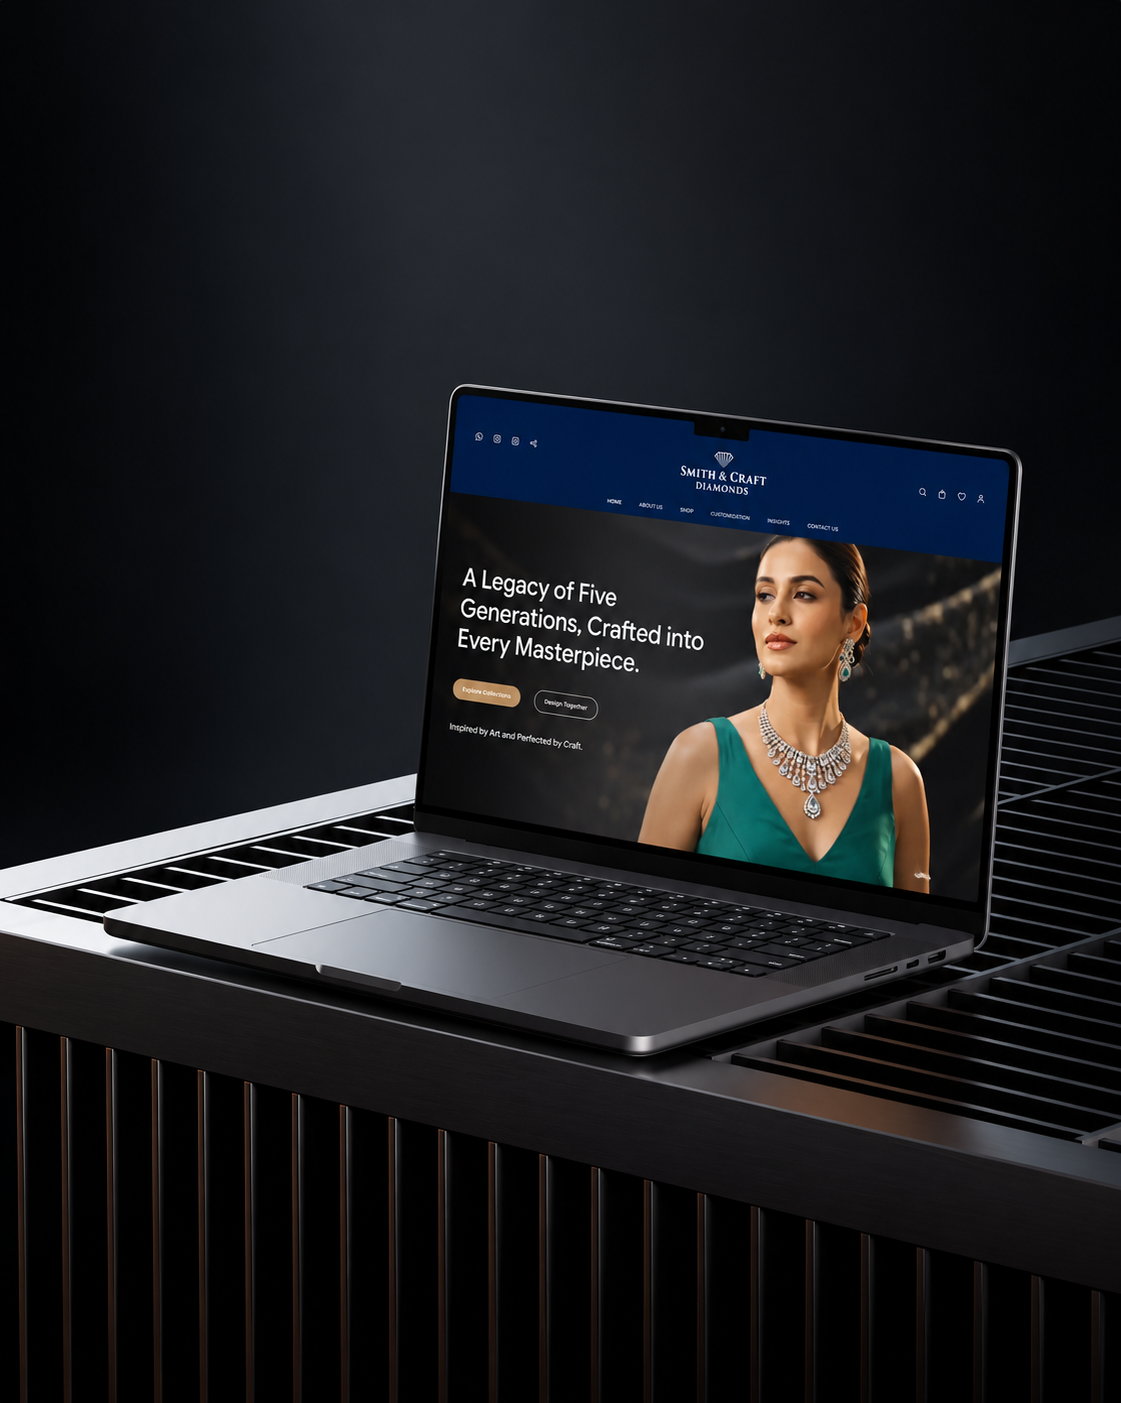 SMITH & CRAFT
DIAMONDS
HOME ABOUT US SHOP CUSTOMIZATION INSIGHTS CONTACT US
A Legacy of Five
Generations, Crafted into
Every Masterpiece.
Explore Collections Design Together
Inspired by Art and Perfected by Craft.